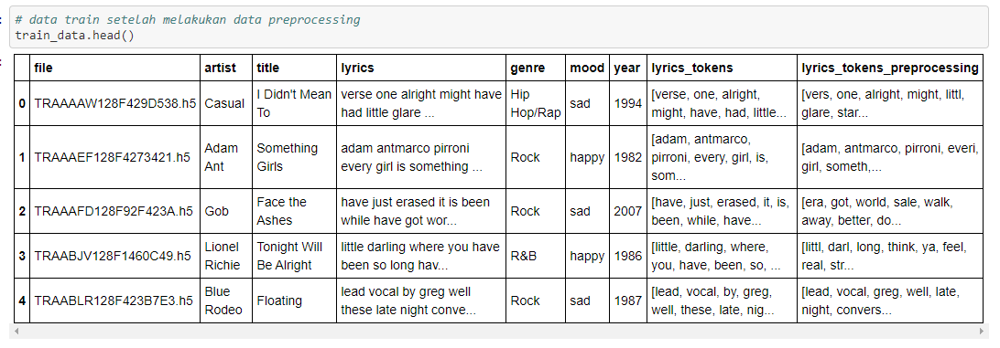 # data train setelah melakukan data preprocessing
train_data.head()
file artist title lyrics genre mood year lyrics_tokens lyrics_tokens_preprocessing
0 TRAAAAW128F429D538.h5 Casual I Didn't Mean To verse one alright might have had little glare ... Hip Hop/Rap sad 1994 [verse, one, alright, might, have, had, little... [vers, one, alright, might, littl, glare, star...
1 TRAAAEF128F4273421.h5 Adam Ant Something Girls adam antmarco pirroni every girl is something ... Rock happy 1982 [adam, antmarco, pirroni, every, girl, is, som... [adam, antmarco, pirroni, everi, girl, someth,...
2 TRAAAFD128F92F423A.h5 Gob Face the Ashes have just erased it is been while have got wor... Rock sad 2007 [have, just, erased, it, is, been, while, have... [era, got, world, sale, walk, away, better, do...
3 TRAABJV128F1460C49.h5 Lionel Richie Tonight Will Be Alright little darling where you have been so long hav... R&B happy 1986 [little, darling, where, you, have, been, so, ... [littl, darl, long, think, ya, feel, real, str...
4 TRAABLR128F423B7E3.h5 Blue Rodeo Floating lead vocal by greg well these late night conve... Rock sad 1987 [lead, vocal, by, greg, well, these, late, nig... [lead, vocal, greg, well, late, night, convers...